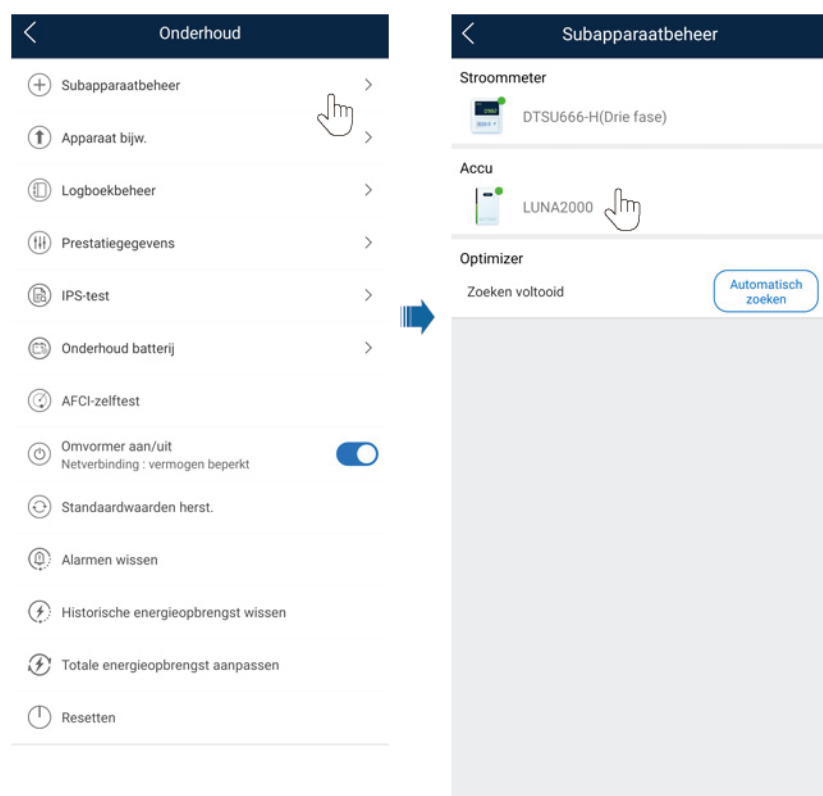 Onderhoud
Subapparaatbeheer
Apparaat bijw.
Logboekbeheer
Prestatiegegevens
IPS-test
Onderhoud batterij
AFCI-zelftest
Omvormer aan/uit
Netverbinding : vermogen beperkt
Standaardwaarden herst.
Alarmen wissen
Historische energieopbrengst wissen
Totale energieopbrengst aanpassen
Resetten
Subapparaatbeheer
Stroommeter
DTSU666-H(Drie fase)
Accu
LUNA2000
Optimizer
Zoeken voltooid
Automatisch
zoeken